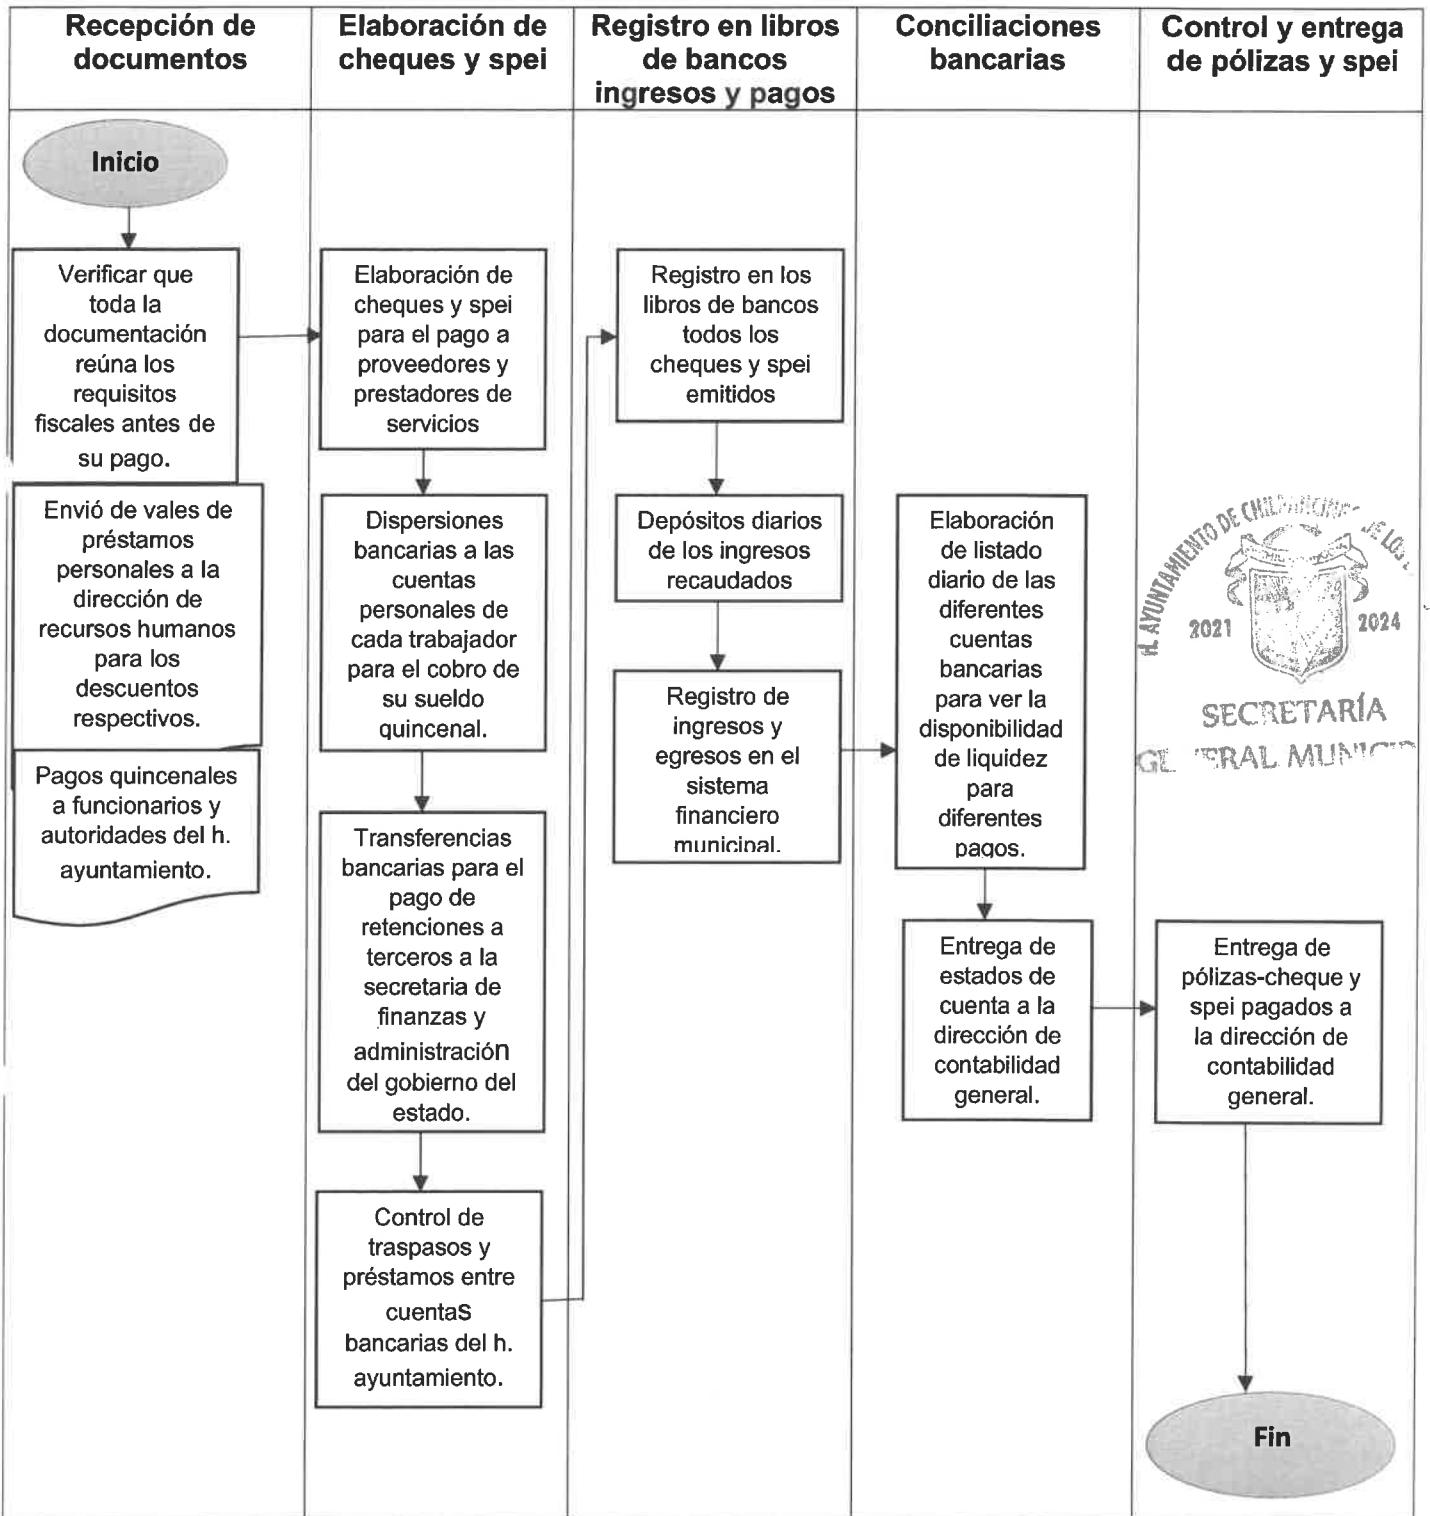 Recepción de
documentos
Elaboración de
cheques y spei
Registro en libros
de bancos
ingresos y pagos
Conciliaciones
bancarias
Control y entrega
de pólizas y spei
Inicio
Verificar que
toda la
documentación
reúna los
requisitos
fiscales antes de
su pago.
Envió de vales de
préstamos
personales a la
dirección de
recursos humanos
para los
descuentos
respectivos.
Pagos quincenales
a funcionarios y
autoridades del h.
ayuntamiento.
Elaboración de
cheques y spei
para el pago a
proveedores y
prestadores de
servicios
Dispersiones
bancarias a las
cuentas
personales de
cada trabajador
para el cobro de
su sueldo
quincenal.
Transferencias
bancarias para el
pago de
retenciones a
terceros a la
secretaria de
finanzas y
administración
del gobierno del
estado.
Control de
traspasos y
préstamos entre
cuentas
bancarias del h.
ayuntamiento.
Registro en los
libros de bancos
todos los
cheques y spei
emitidos
Depósitos diarios
de los ingresos
recaudados
Registro de
ingresos y
egresos en el
sistema
financiero
municipal.
Elaboración
de listado
diario de las
diferentes
cuentas
bancarias
para ver la
disponibilidad
de liquidez
para
diferentes
pagos.
Entrega de
estados de
cuenta a la
dirección de
contabilidad
general.
H. AYUNTAMIENTO DE
2021
2024
SECRETARÍA
Entrega de
pólizas-cheque y
spei pagados a
la dirección de
contabilidad
general.
Fin